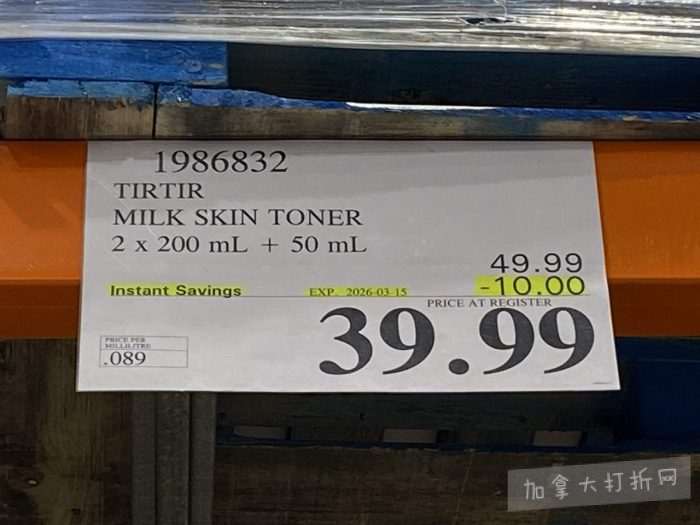 1986832
TIRTIR
MILK SKIN TONER
2 x 200 mL + 50 mL
49.99
Instant Savings EXP. 2026-03-15 -10.00
PRICE AT REGISTER
39.99
PRICE PER
MILLILITRE
.089
加拿大打折网